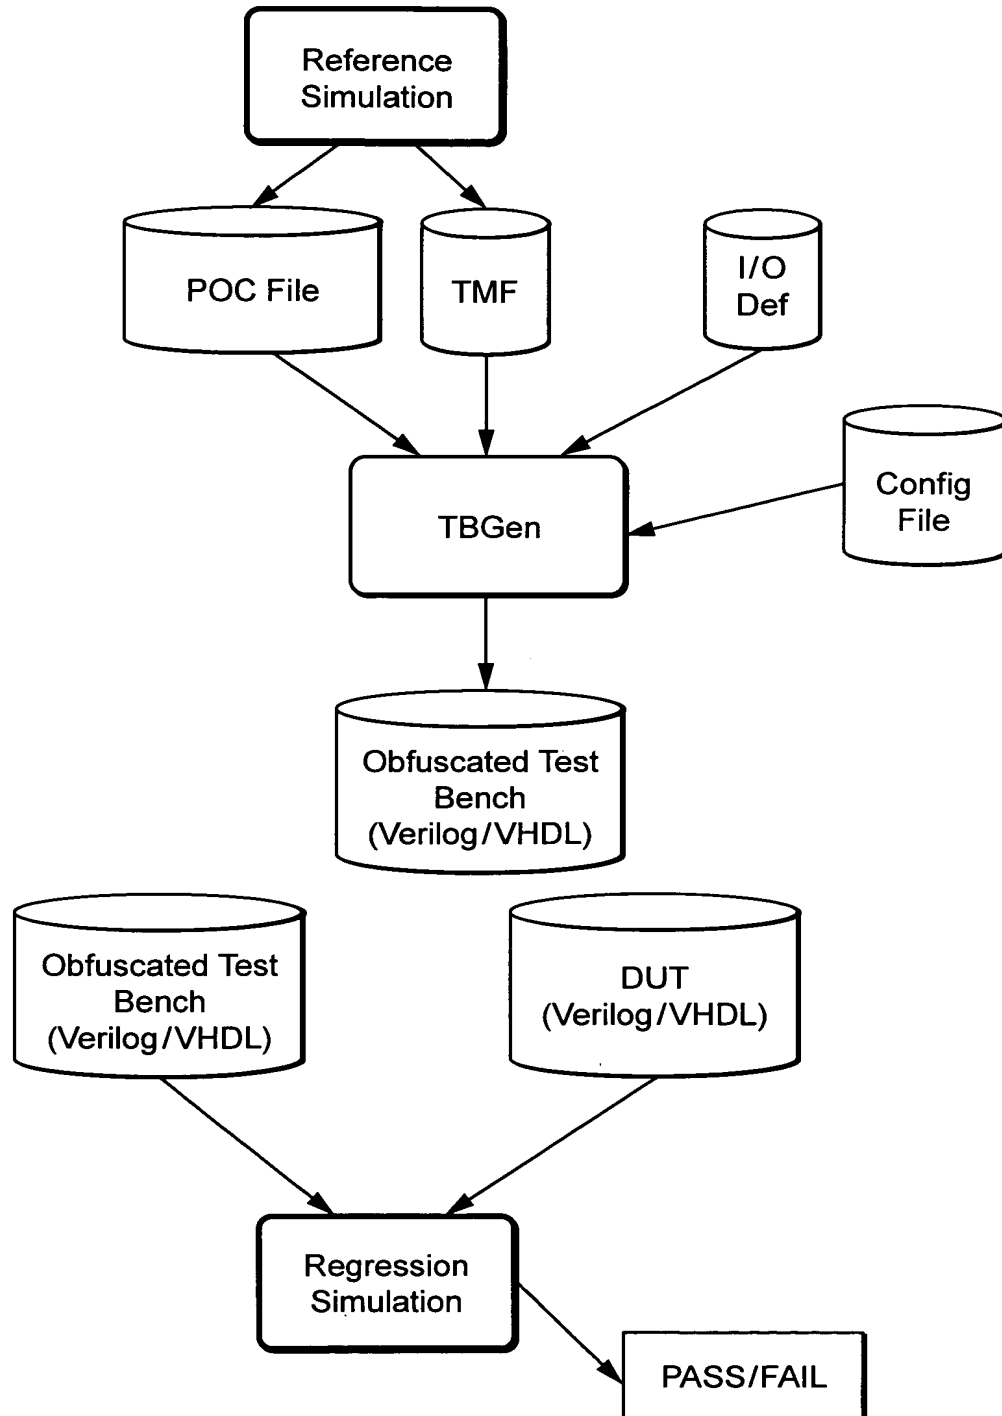 Reference
Simulation
POC File
TMF
I/O
Def
Config
File
TBGen
Obfuscated Test
Bench
(Verilog/VHDL)
Obfuscated Test
Bench
(Verilog/VHDL)
DUT
(Verilog/VHDL)
Regression
Simulation
PASS/FAIL